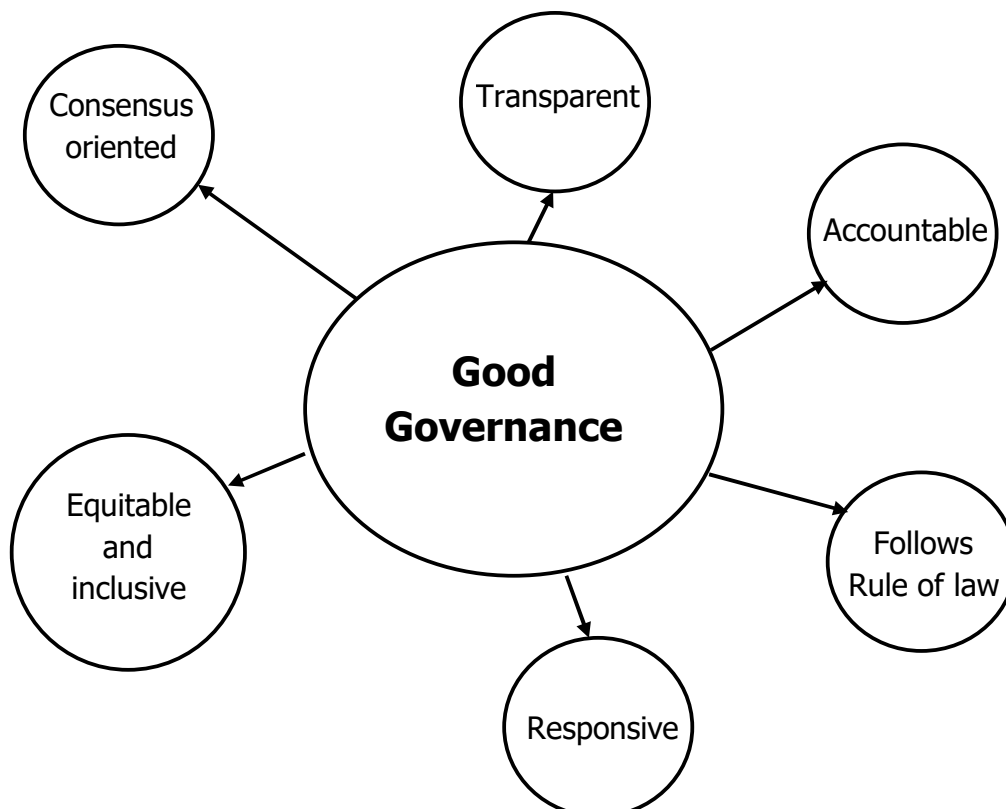 Consensus
oriented
Transparent
Accountable
Good
Governance
Equitable
and
inclusive
Follows
Rule of law
Responsive